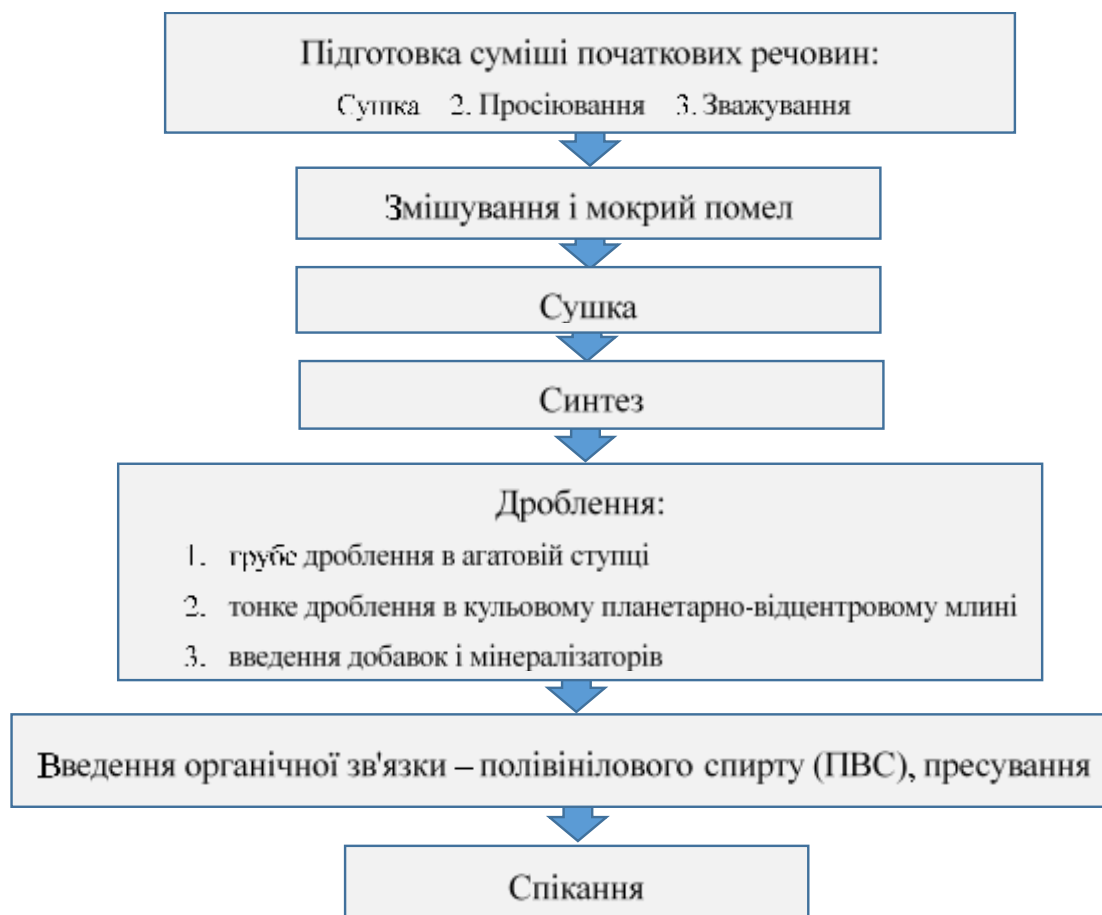 Підготовка суміші початкових речовин:
Сушка 2. Просіювання 3. Зважування
Змішування і мокрий помел
Сушка
Синтез
Дроблення:
1. грубе дроблення в агатовій ступці
2. тонке дроблення в кульовому планетарно-відцентровому млині
3. введення добавок і мінералізаторів
Введення органічної зв'язки – полівінілового спирту (ПВС), пресування
Спікання